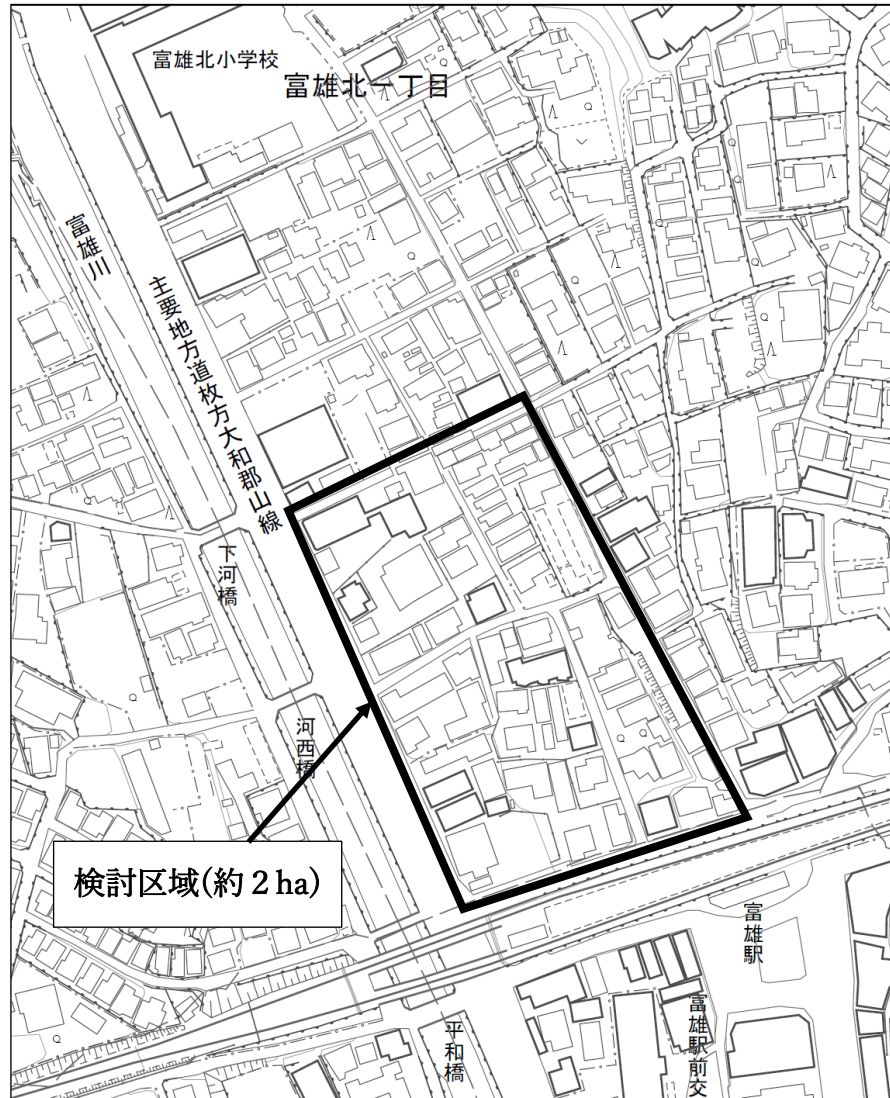 富雄北小学校
富雄北一丁目
富雄川
主要地方道枚方大和郡山線
下河橋
河西橋
検討区域(約2ha)
富雄駅
富雄駅前交
平和橋